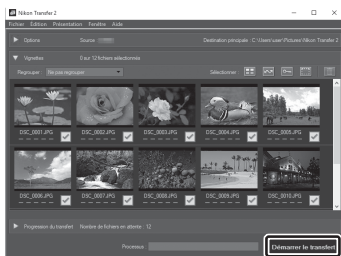 Nikon Transfer 2
Fichier Edition Présentation Fenêtre Aide
Options Source : Destination principale : C:\Users\user\Pictures\Nikon Transfer 2
Vignettes 0 sur 12 fichiers sélectionnés
Regrouper : Ne pas regrouper Sélectionner :
DSC_0001.JPG DSC_0002.JPG DSC_0003.JPG DSC_0004.JPG DSC_0005.JPG
DSC_0006.JPG DSC_0007.JPG DSC_0008.JPG DSC_0009.JPG DSC_0010.JPG
Progression du transfert Nombre de fichiers en attente : 12
Processus :
Démarrer le transfert